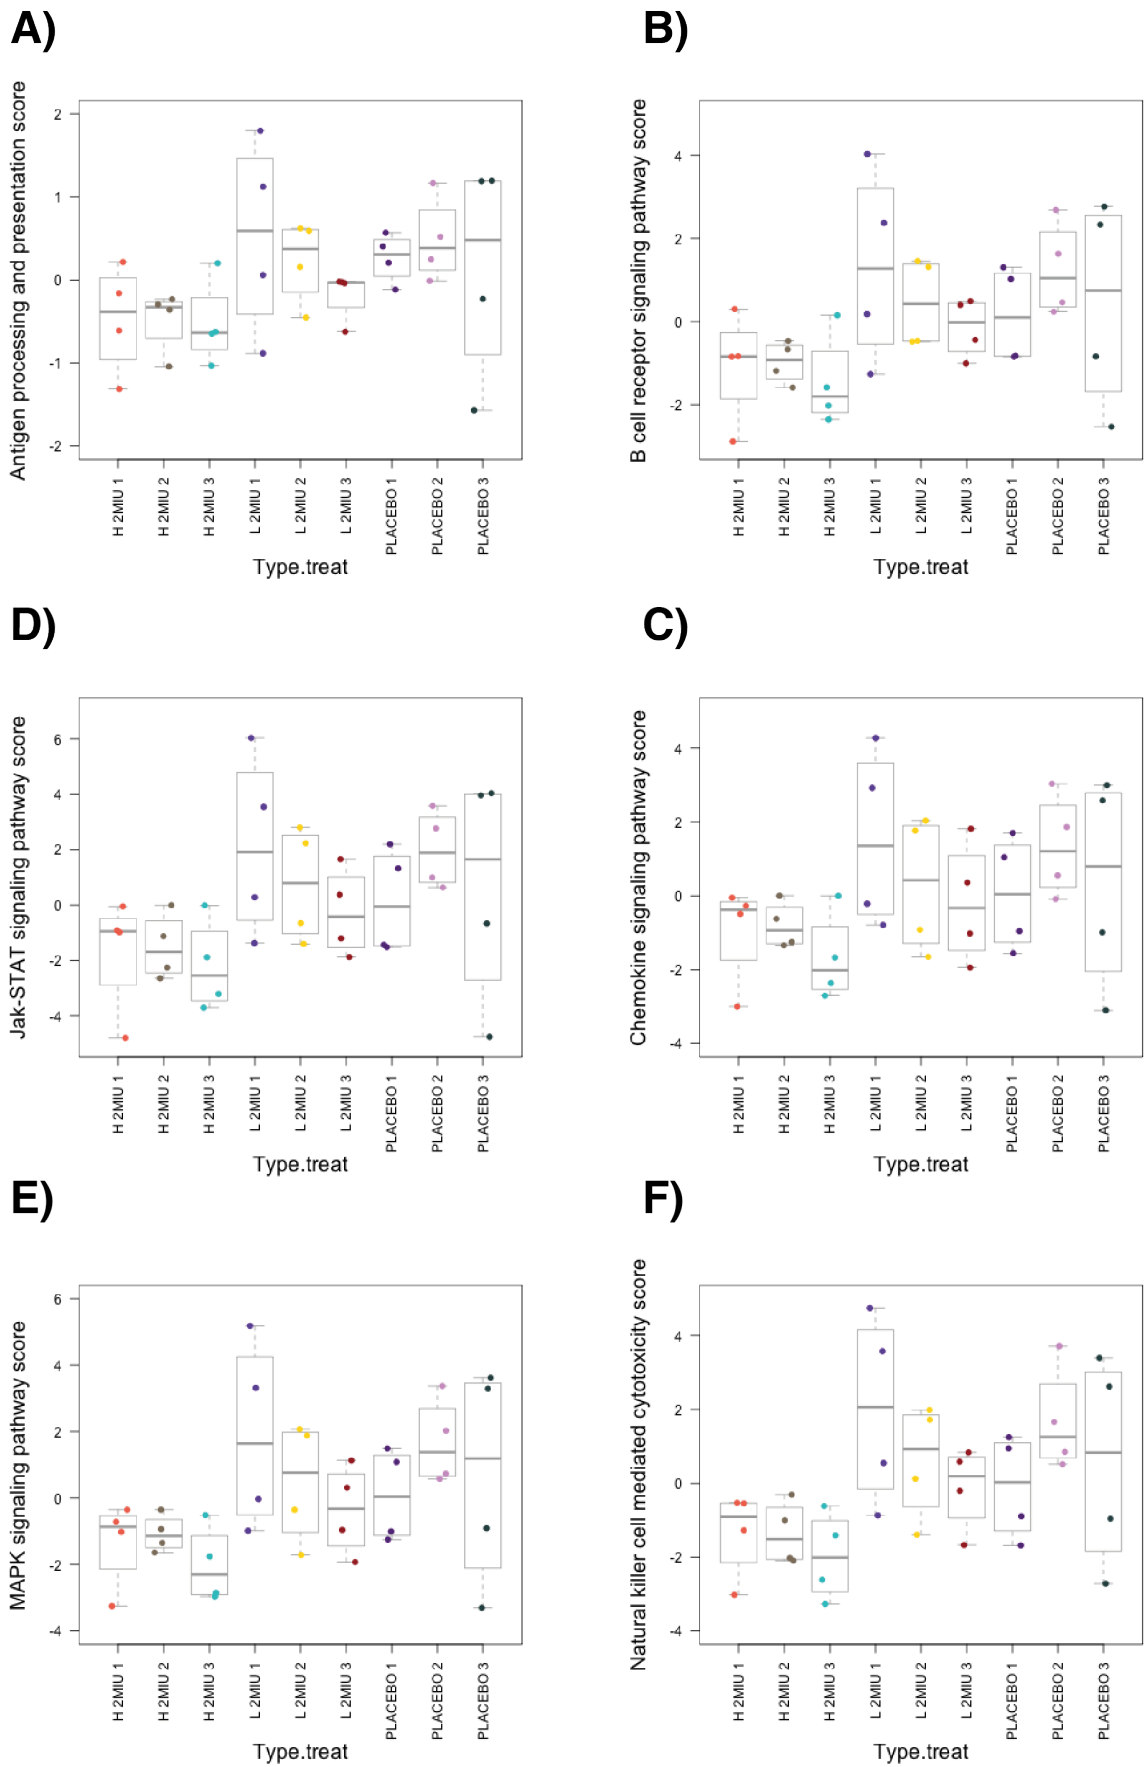 A)
Antigen processing and presentation score
2
1
0
-1
-2
H 2MIU 1
H 2MIU 2
H 2MIU 3
L 2MIU 1
L 2MIU 2
L 2MIU 3
PLACEBO 1
PLACEBO 2
PLACEBO 3
Type.treat
B)
B cell receptor signaling pathway score
4
2
0
-2
H 2MIU 1
H 2MIU 2
H 2MIU 3
L 2MIU 1
L 2MIU 2
L 2MIU 3
PLACEBO 1
PLACEBO 2
PLACEBO 3
Type.treat
D)
Jak-STAT signaling pathway score
6
4
2
0
-2
-4
H 2MIU 1
H 2MIU 2
H 2MIU 3
L 2MIU 1
L 2MIU 2
L 2MIU 3
PLACEBO 1
PLACEBO 2
PLACEBO 3
Type.treat
C)
Chemokine signaling pathway score
4
2
0
-2
-4
H 2MIU 1
H 2MIU 2
H 2MIU 3
L 2MIU 1
L 2MIU 2
L 2MIU 3
PLACEBO 1
PLACEBO 2
PLACEBO 3
Type.treat
E)
MAPK signaling pathway score
6
4
2
0
-2
-4
H 2MIU 1
H 2MIU 2
H 2MIU 3
L 2MIU 1
L 2MIU 2
L 2MIU 3
PLACEBO 1
PLACEBO 2
PLACEBO 3
Type.treat
F)
Natural killer cell mediated cytotoxicity score
4
2
0
-2
-4
H 2MIU 1
H 2MIU 2
H 2MIU 3
L 2MIU 1
L 2MIU 2
L 2MIU 3
PLACEBO 1
PLACEBO 2
PLACEBO 3
Type.treat